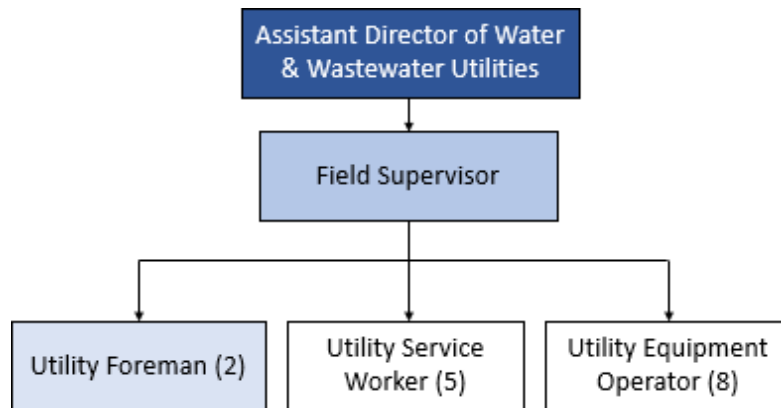 Assistant Director of Water
& Wastewater Utilities
Field Supervisor
Utility Foreman (2)
Utility Service
Worker (5)
Utility Equipment
Operator (8)